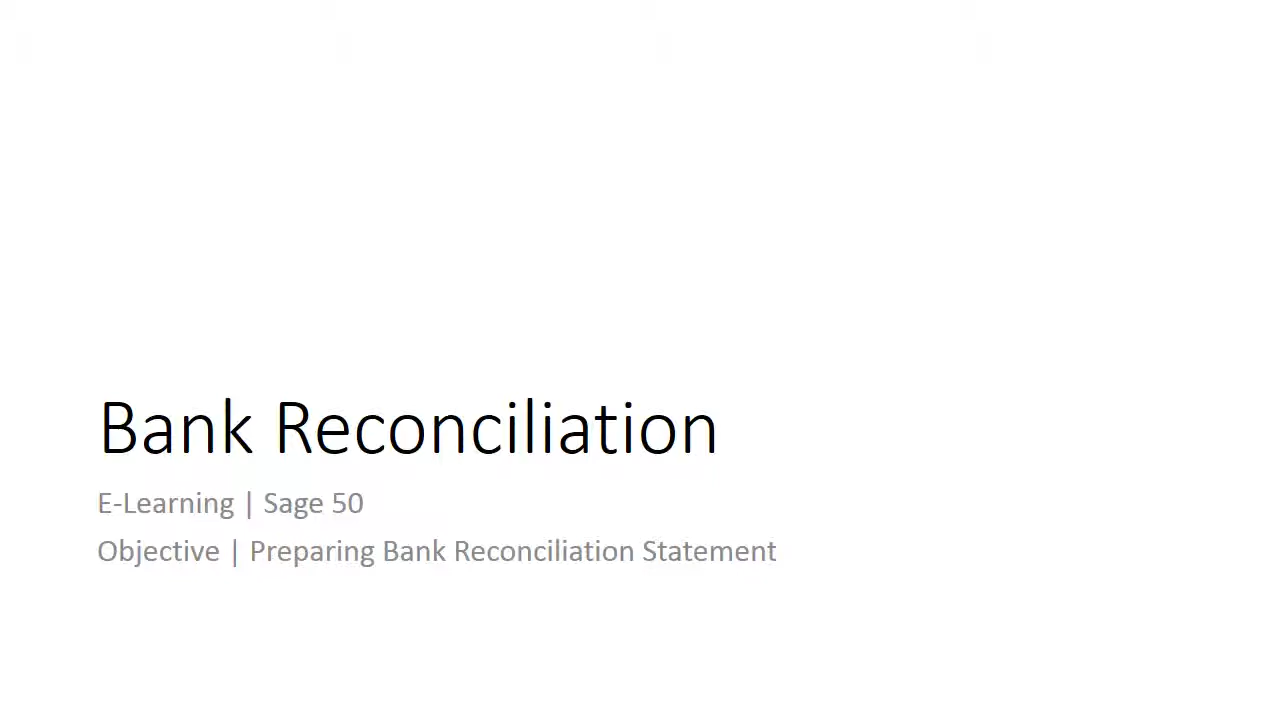 Bank Reconciliation
E-Learning | Sage 50
Objective | Preparing Bank Reconciliation Statement